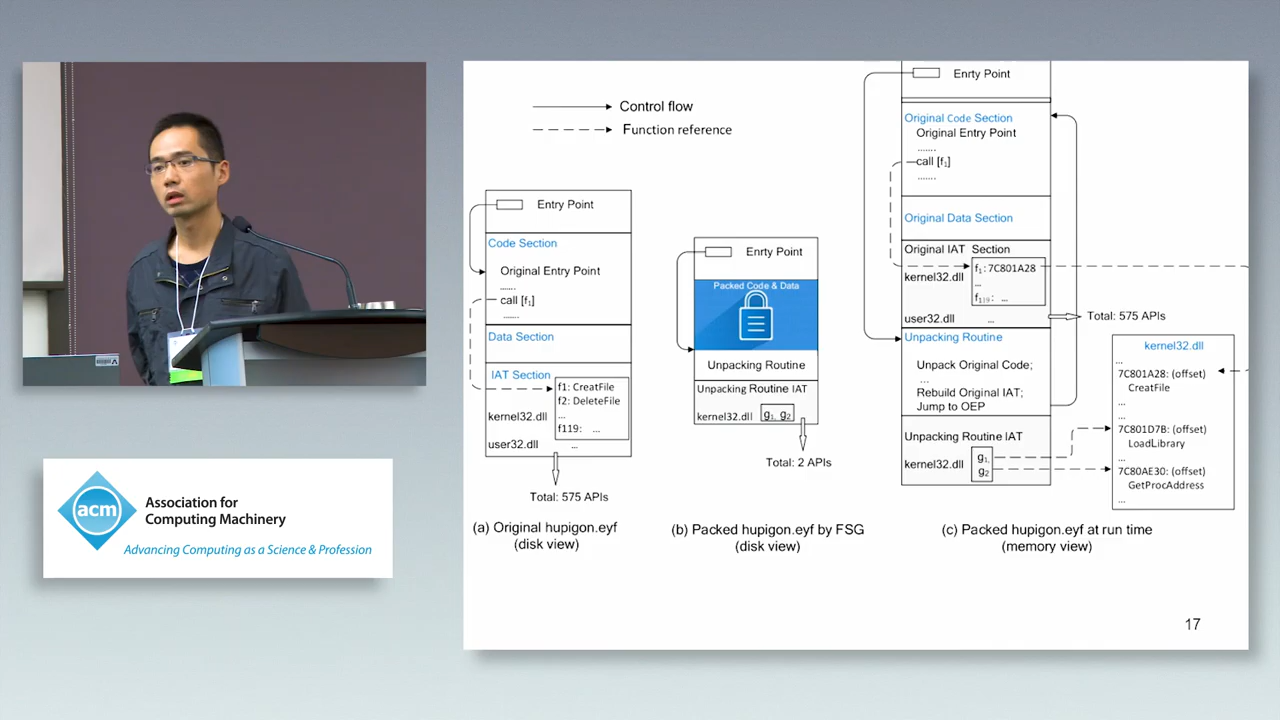 Control flow
Function reference
Entry Point
Code Section
Original Entry Point
.......
call [f1]
.......
Data Section
IAT Section
f1: CreatFile
f2: DeleteFile
...
f119: ...
kernel32.dll
user32.dll
...
Total: 575 APIs
(a) Original hupigon.eyf
(disk view)
Enrty Point
Packed Code & Data
Unpacking Routine
Unpacking Routine IAT
kernel32.dll
g1, g2
Total: 2 APIs
(b) Packed hupigon.eyf by FSG
(disk view)
Enrty Point
Original Code Section
Original Entry Point
.......
call [f1]
.......
Original Data Section
Original IAT Section
f1: 7C801A28
...
f119: ...
kernel32.dll
user32.dll
...
Total: 575 APIs
Unpacking Routine
Unpack Original Code;
...
Rebuild Original IAT;
Jump to OEP
Unpacking Routine IAT
kernel32.dll
g1,
g2
kernel32.dll
...
7C801A28: (offset)
CreatFile
...
...
7C801D7B: (offset)
LoadLibrary
...
7C80AE30: (offset)
GetProcAddress
...
(c) Packed hupigon.eyf at run time
(memory view)
17
acm
Association for
Computing Machinery
Advancing Computing as a Science & Profession